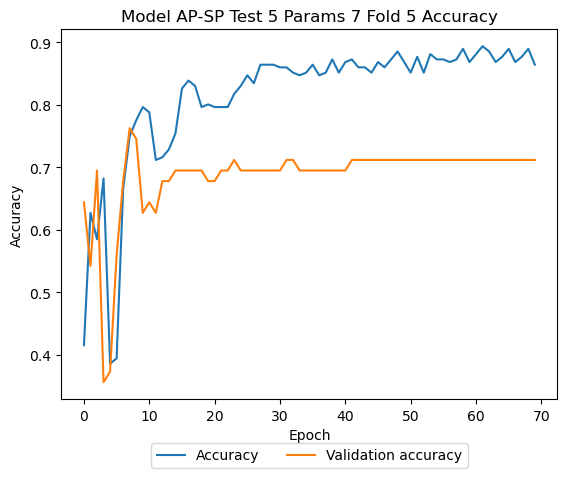 Model AP-SP Test 5 Params 7 Fold 5 Accuracy
0.9
0.8
0.7
0.6
0.5
0.4
Accuracy
0 10 20 30 40 50 60 70
Epoch
Accuracy Validation accuracy